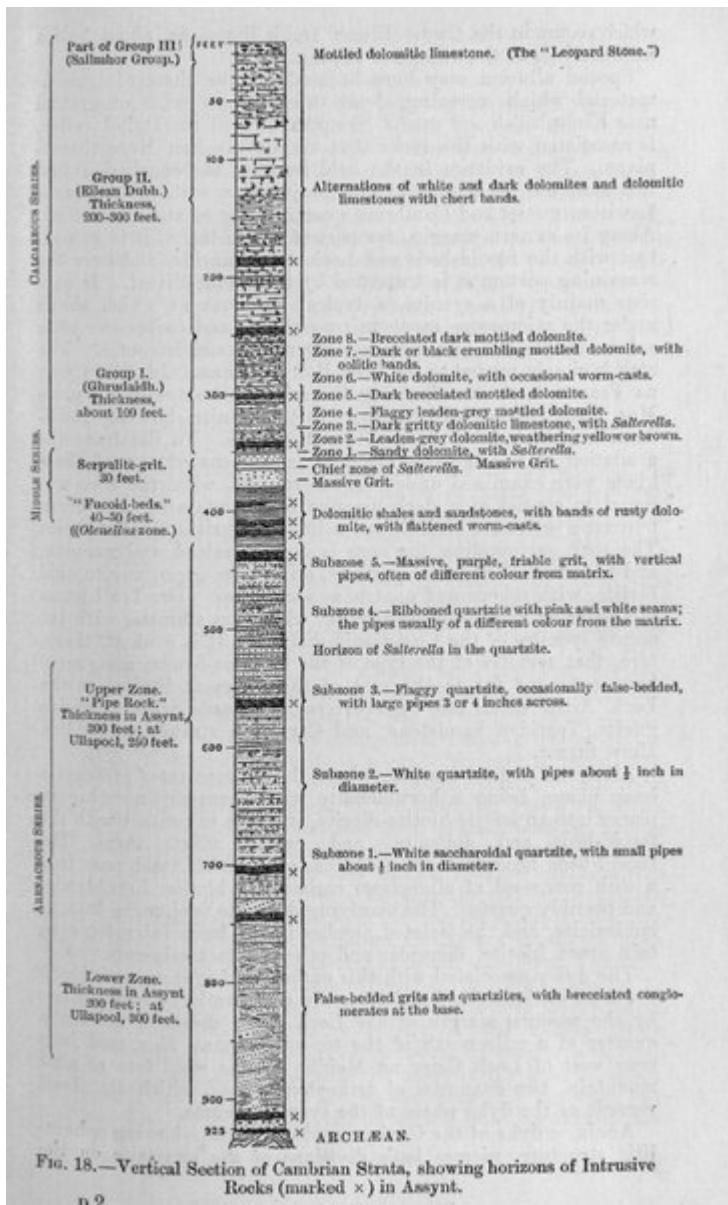 Part of Group III
(Sailmhor Group.)
FEET
Mottled dolomitic limestone. (The "Leopard Stone.")
50
100
CALCAREOUS SERIES.
Group II.
(Eilean Dubh.)
Thickness,
200-300 feet.
Alternations of white and dark dolomites and dolomitic
limestones with chert bands.
×
200
×
Zone 8.—Brecciated dark mottled dolomite.
Zone 7.—Dark or black crumbling mottled dolomite, with
oolitic bands.
Zone 6.—White dolomite, with occasional worm-casts.
Group I.
(Ghrudaidh.)
Thickness,
about 100 feet.
300
×
Zone 5.—Dark brecciated mottled dolomite.
Zone 4.—Flaggy leaden-grey mottled dolomite.
Zone 3.—Dark gritty dolomitic limestone, with Salterella.
Zone 2.—Leaden-grey dolomite, weathering yellow or brown.
×
Zone 1.—Sandy dolomite, with Salterella.
MIDDLE SERIES.
Serpulite-grit.
30 feet.
Massive Grit.
Chief zone of Salterella.
Massive Grit.
"Fucoid-beds."
40-50 feet.
(Olenellus zone.)
400
×
×
×
Dolomitic shales and sandstones, with bands of rusty dolo-
mite, with flattened worm-casts.
×
Subzone 5.—Massive, purple, friable grit, with vertical
pipes, often of different colour from matrix.
Subzone 4.—Ribboned quartzite with pink and white seams;
the pipes usually of a different colour from the matrix.
500
Horizon of Salterella in the quartzite.
ARENACEOUS SERIES.
Upper Zone.
"Pipe Rock."
Thickness in Assynt,
300 feet; at
Ullapool, 250 feet.
×
Subzone 3.—Flaggy quartzite, occasionally false-bedded,
with large pipes 3 or 4 inches across.
600
Subzone 2.—White quartzite, with pipes about inch in
diameter.
700
×
Subzone 1.—White saccharoidal quartzite, with small pipes
about inch in diameter.
×
Lower Zone.
Thickness in Assynt
200 feet; at
Ullapool, 300 feet.
800
False-bedded grits and quartzites, with brecciated conglo-
merates at the base.
900
×
925
×
ARCHÆAN.
FIG. 18.—Vertical Section of Cambrian Strata, showing horizons of Intrusive
Rocks (marked ×) in Assynt.
D 2